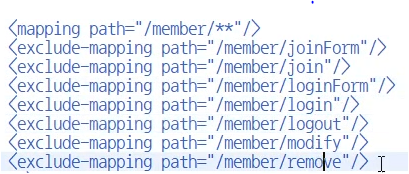 <mapping path="/member/**"/>
<exclude-mapping path="/member/joinForm"/>
<exclude-mapping path="/member/join"/>
<exclude-mapping path="/member/loginForm"/>
<exclude-mapping path="/member/login"/>
<exclude-mapping path="/member/logout"/>
<exclude-mapping path="/member/modify"/>
<exclude-mapping path="/member/remove"/>